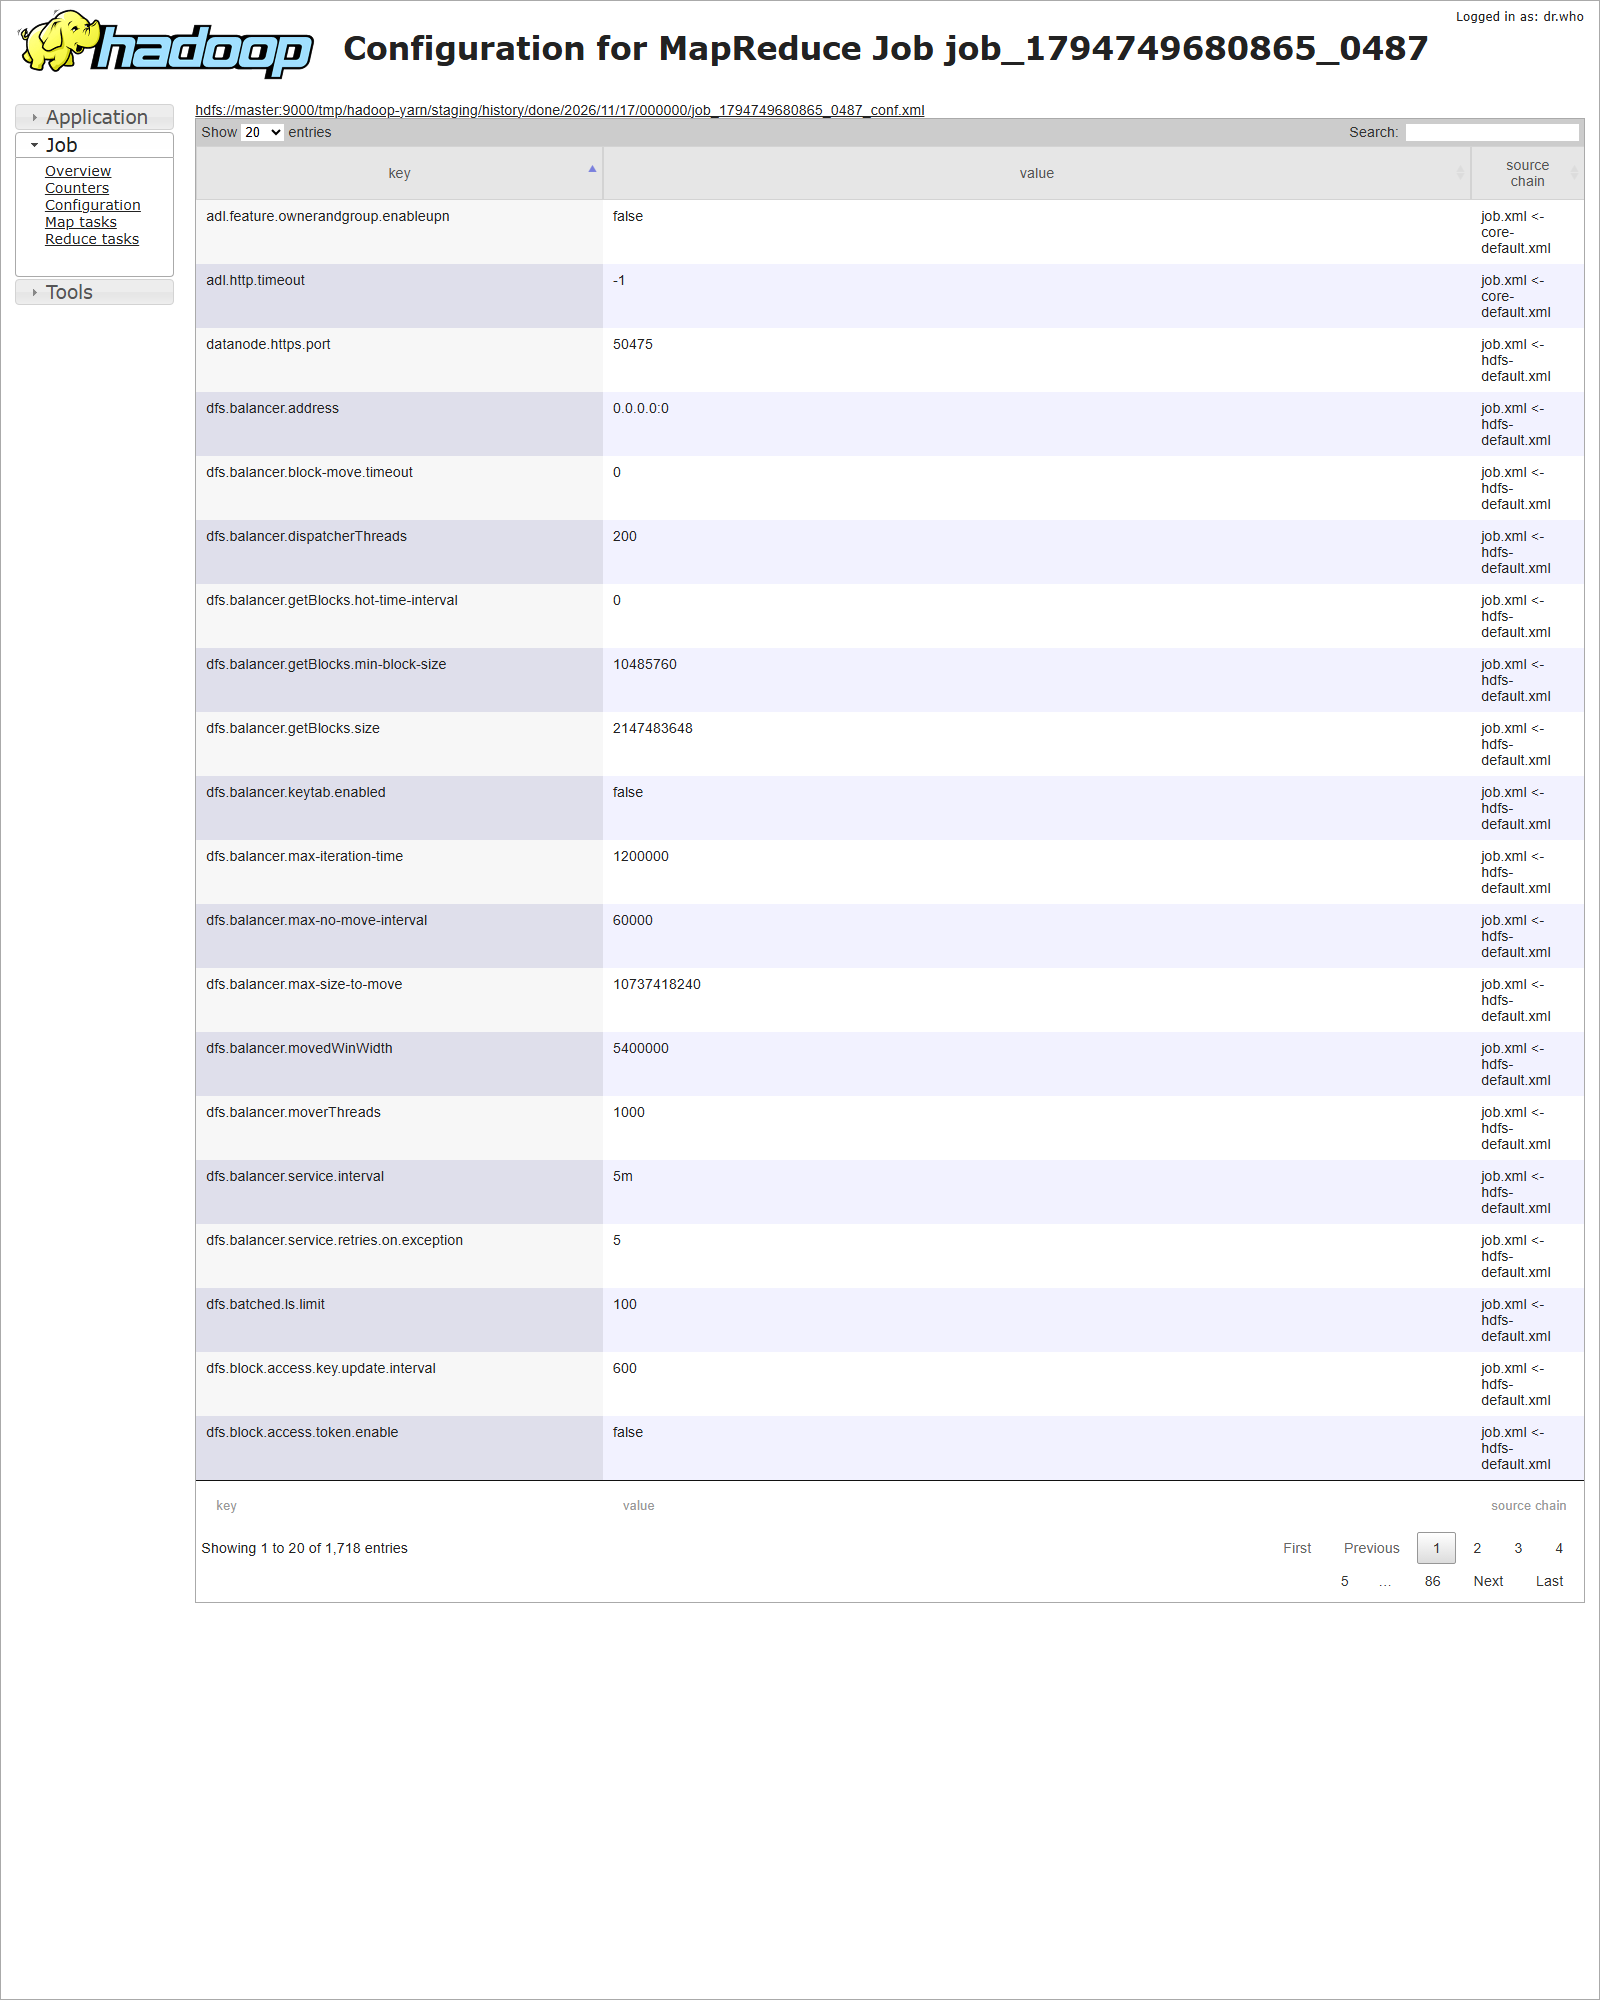 Logged in as: dr.who
hadoop
Configuration for MapReduce Job job_1794749680865_0487
Application
Job
Overview
Counters
Configuration
Map tasks
Reduce tasks
Tools
hdfs://master:9000/tmp/hadoop-yarn/staging/history/done/2026/11/17/000000/job_1794749680865_0487_conf.xml
Show 20 entries Search:
key value source
chain
adl.feature.ownerandgroup.enableupn false job.xml <-
core-
default.xml
adl.http.timeout -1 job.xml <-
core-
default.xml
datanode.https.port 50475 job.xml <-
hdfs-
default.xml
dfs.balancer.address 0.0.0.0:0 job.xml <-
hdfs-
default.xml
dfs.balancer.block-move.timeout 0 job.xml <-
hdfs-
default.xml
dfs.balancer.dispatcherThreads 200 job.xml <-
hdfs-
default.xml
dfs.balancer.getBlocks.hot-time-interval 0 job.xml <-
hdfs-
default.xml
dfs.balancer.getBlocks.min-block-size 10485760 job.xml <-
hdfs-
default.xml
dfs.balancer.getBlocks.size 2147483648 job.xml <-
hdfs-
default.xml
dfs.balancer.keytab.enabled false job.xml <-
hdfs-
default.xml
dfs.balancer.max-iteration-time 1200000 job.xml <-
hdfs-
default.xml
dfs.balancer.max-no-move-interval 60000 job.xml <-
hdfs-
default.xml
dfs.balancer.max-size-to-move 10737418240 job.xml <-
hdfs-
default.xml
dfs.balancer.movedWinWidth 5400000 job.xml <-
hdfs-
default.xml
dfs.balancer.moverThreads 1000 job.xml <-
hdfs-
default.xml
dfs.balancer.service.interval 5m job.xml <-
hdfs-
default.xml
dfs.balancer.service.retries.on.exception 5 job.xml <-
hdfs-
default.xml
dfs.batched.ls.limit 100 job.xml <-
hdfs-
default.xml
dfs.block.access.key.update.interval 600 job.xml <-
hdfs-
default.xml
dfs.block.access.token.enable false job.xml <-
hdfs-
default.xml
key value source chain
Showing 1 to 20 of 1,718 entries First Previous 1 2 3 4
5 … 86 Next Last